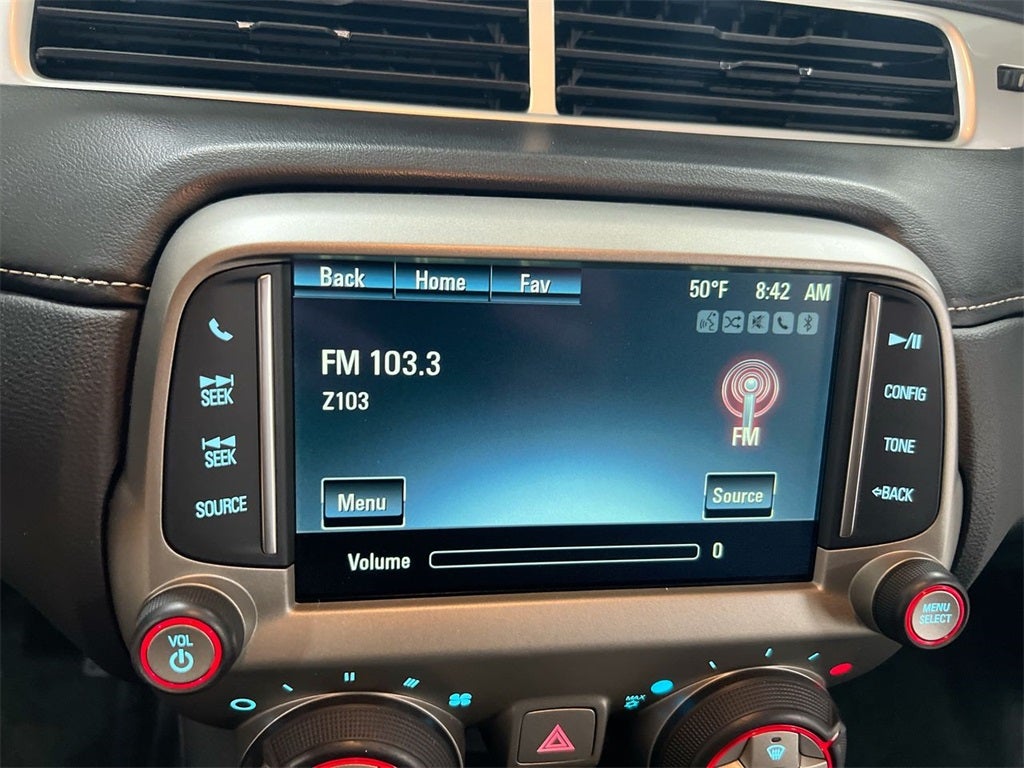 Back Home Fav
50°F 8:42 AM
FM 103.3
Z103
FM
Menu
Source
Volume 0
SEEK
SEEK
SOURCE
CONFIG
TONE
BACK
VOL
MENU
SELECT
MAX